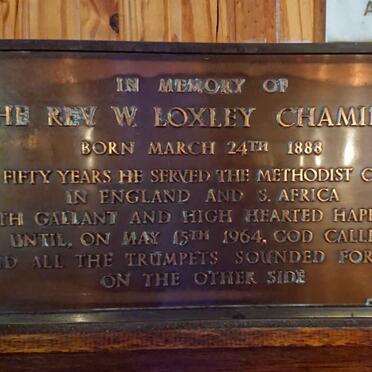 IN MEMORY OF
HE REV. W. LOXLEY CHAMI
BORN MARCH 24TH 1888
FIFTY YEARS HE SERVED THE METHODIST C
IN ENGLAND AND S. AFRICA
TH GALLANT AND HIGH HEARTED HAP
UNTIL, ON MAY 15TH 1964, GOD CALLE
D ALL THE TRUMPETS SOUNDED FOR
ON THE OTHER SIDE